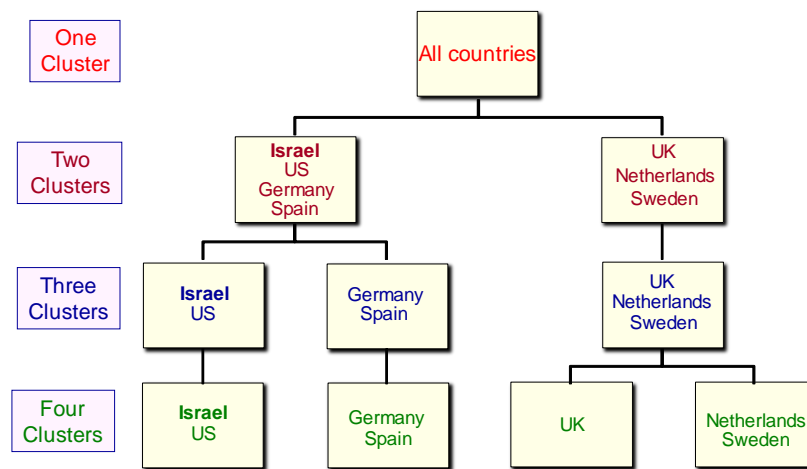 One
Cluster
All countries
Two
Clusters
Israel
US
Germany
Spain
UK
Netherlands
Sweden
Three
Clusters
Israel
US
Germany
Spain
UK
Netherlands
Sweden
Four
Clusters
Israel
US
Germany
Spain
UK
Netherlands
Sweden